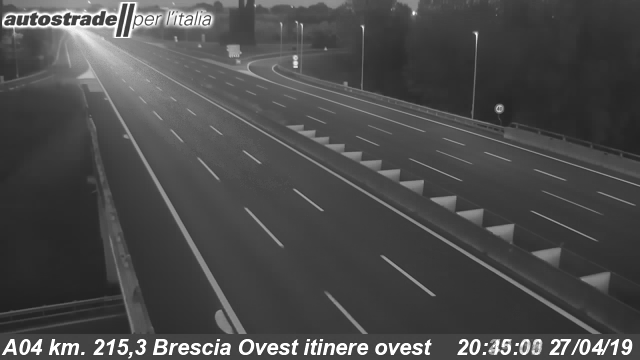 autostrade//per l'italia
A04 km. 215,3 Brescia Ovest itinere ovest 27/04/19